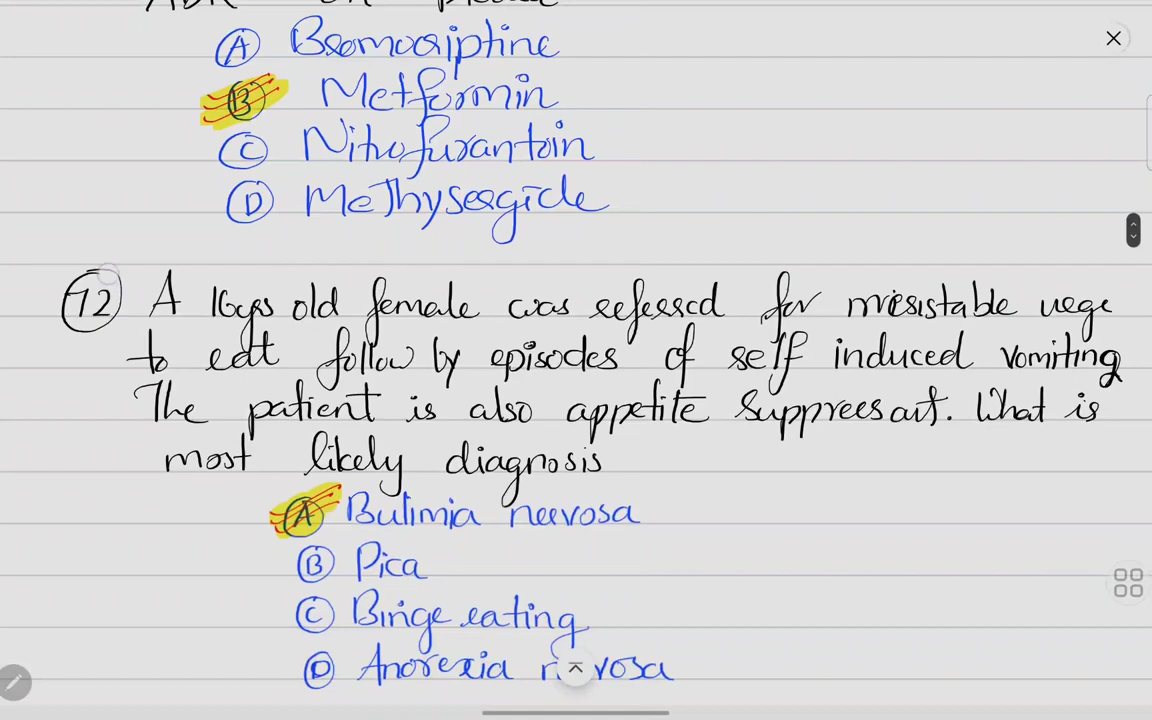 Ⓐ Bromocriptine
Ⓑ Metformin
Ⓒ Nitrofurantoin
Ⓓ Methysergide
12 A 16yrs old female was referred for irresistable urge
to eat follow by episodes of self induced vomiting
The patient is also appetite suppressant. What is
most likely diagnosis
Ⓐ Bulimia nervosa
Ⓑ Pica
Ⓒ Binge eating
Ⓓ Anorexia nervosa